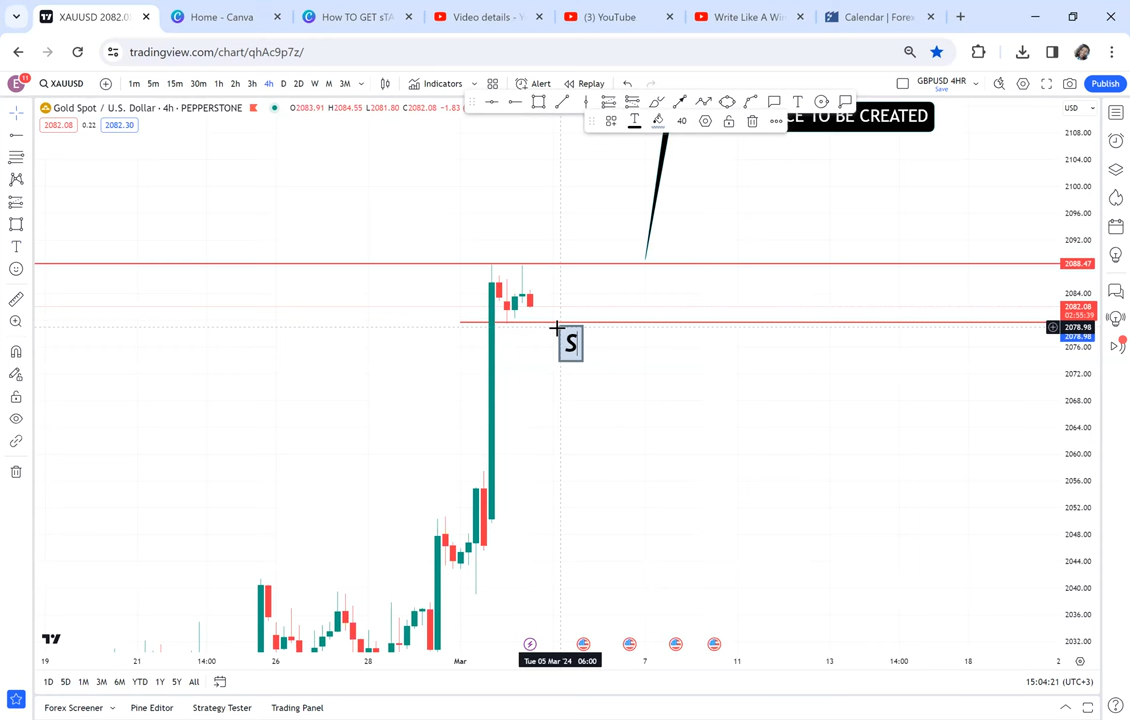 XAUUSD 2082.0
Home - Canva
How TO GET sTA
Video details - Y
(3) YouTube
Write Like A Win
Calendar | Forex
tradingview.com/chart/qhAc9p7z/
E 11 XAUUSD 1m 5m 15m 30m 1h 2h 3h 4h D 2D W M 3M Indicators Alert Replay GBPUSD 4HR Save Publish
Gold Spot / U.S. Dollar · 4h · PEPPERSTONE O2083.91 H2084.55 L2081.80 C2082.08 -1.83 USD
2082.08 0.22 2082.30
T
T 40
CE TO BE CREATED
2108.00
2104.00
2100.00
2096.00
2092.00
2088.47
2084.00
2082.08
02:55:39
2078.98
2078.98
2076.00
2072.00
2068.00
2064.00
2060.00
2056.00
2052.00
2048.00
2044.00
2040.00
2036.00
2032.00
S
19 21 14:00 26 28 Mar Tue 05 Mar '24 06:00 7 11 13 14:00 18 2
1D 5D 1M 3M 6M YTD 1Y 5Y All 15:04:21 (UTC+3)
Forex Screener Pine Editor Strategy Tester Trading Panel